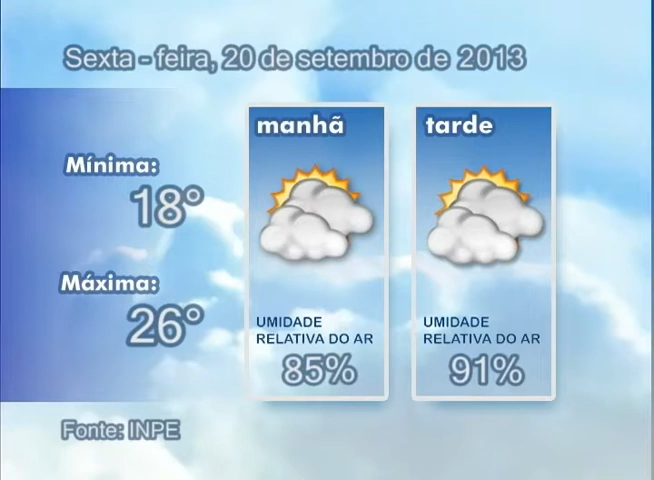 Sexta - feira, 20 de setembro de 2013
Mínima:
18°
Máxima:
26°
manhã
UMIDADE
RELATIVA DO AR
85%
tarde
UMIDADE
RELATIVA DO AR
91%
Fonte: INPE